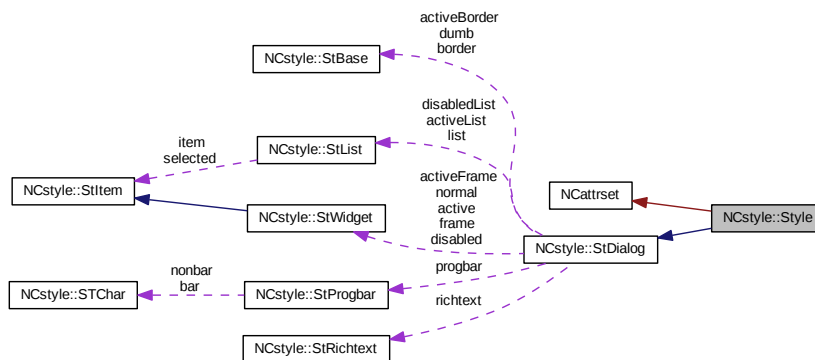 activeBorder
dumb
border
NCstyle::StBase
disabledList
activeList
list
item
selected
NCstyle::StList
NCstyle::StItem
activeFrame
normal
active
frame
disabled
NCattrset
NCstyle::Style
NCstyle::StWidget
NCstyle::StDialog
nonbar
bar
progbar
NCstyle::STChar
NCstyle::StProgbar
richtext
NCstyle::StRichtext